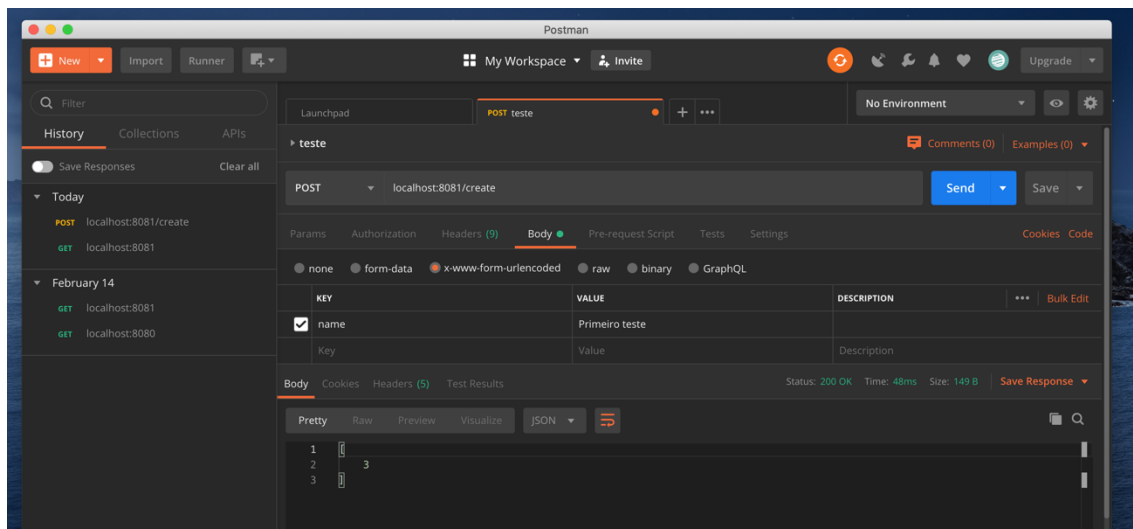 Postman
New Import Runner My Workspace Invite Upgrade
Filter
History Collections APIs
Save Responses Clear all
Today
POST localhost:8081/create
GET localhost:8081
February 14
GET localhost:8081
GET localhost:8080
Launchpad POST teste + ••• No Environment
teste Comments (0) Examples (0)
POST localhost:8081/create Send Save
Params Authorization Headers (9) Body Pre-request Script Tests Settings Cookies Code
none form-data x-www-form-urlencoded raw binary GraphQL
KEY VALUE DESCRIPTION ••• Bulk Edit
name Primeiro teste
Key Value Description
Body Cookies Headers (5) Test Results Status: 200 OK Time: 48ms Size: 149 B Save Response
Pretty Raw Preview Visualize JSON
1 [
2 3
3 ]